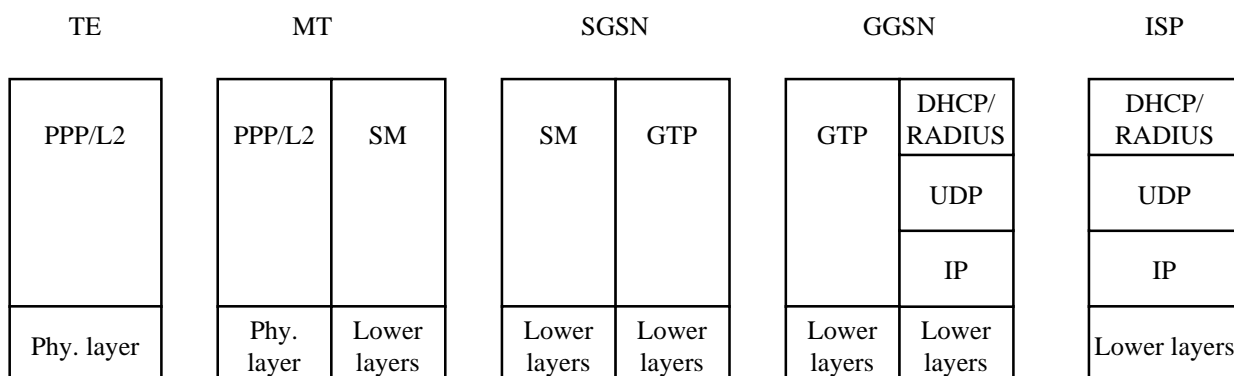 TE MT SGSN GGSN ISP
PPP/L2
Phy. layer
PPP/L2 SM
Phy.
layer
Lower
layers
SM GTP
Lower
layers
Lower
layers
GTP
Lower
layers
DHCP/
RADIUS
UDP
IP
Lower
layers
DHCP/
RADIUS
UDP
IP
Lower layers